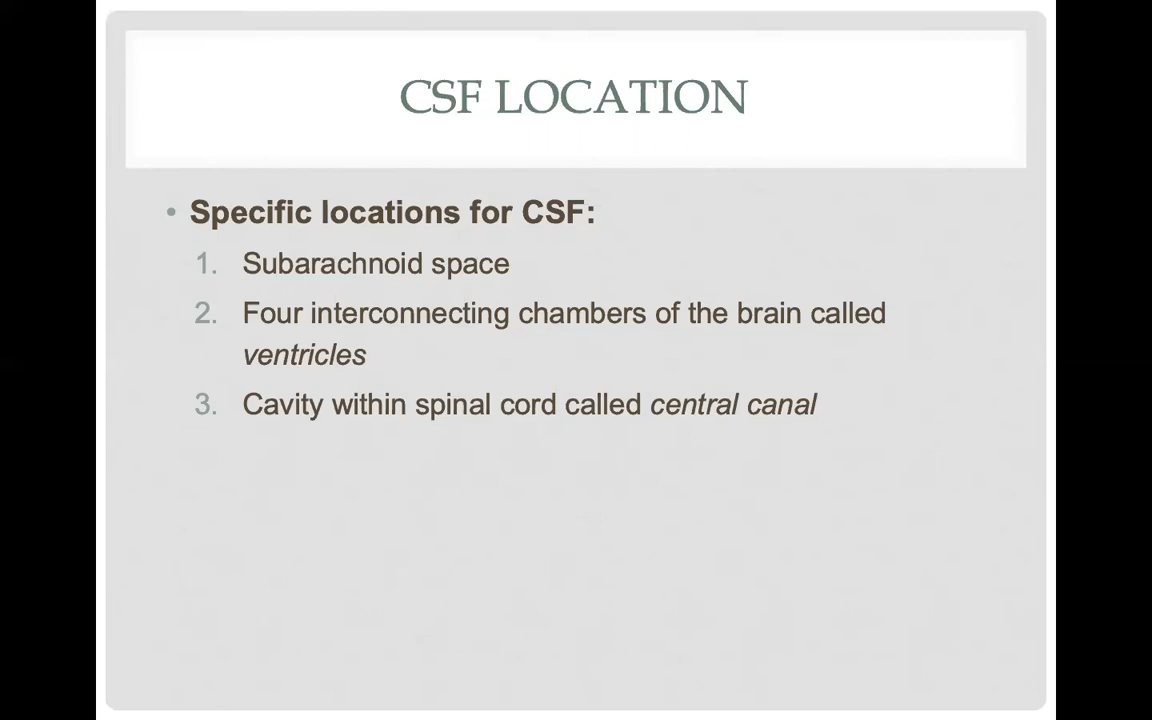 CSF LOCATION
• Specific locations for CSF:
1. Subarachnoid space
2. Four interconnecting chambers of the brain called
ventricles
3. Cavity within spinal cord called central canal